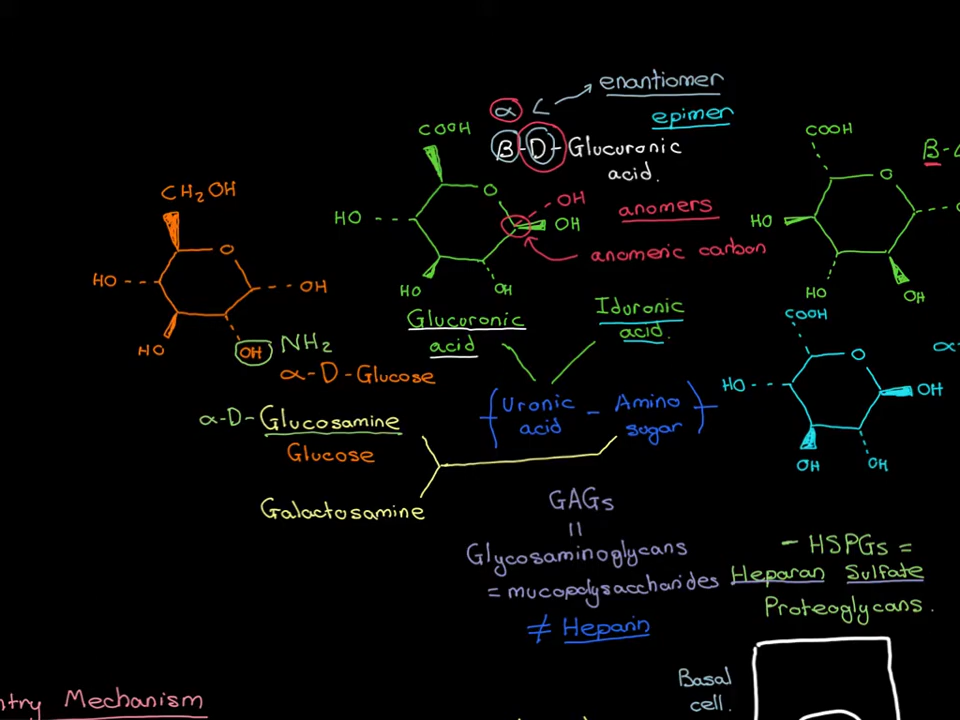 enantiomer
α
epimer
β-D-Glucuronic
acid.
COOH
O
OH
HO
OH
anomers
anomeric carbon
HO
OH
Glucuronic
acid
Iduronic
acid.
COOH
O
HO
HO
OH
β-
CH2OH
O
HO
OH
HO
OH
NH2
α-D-Glucose
COOH
O
HO
OH
OH
OH
α-
α-D-Glucosamine
Glucose
Galactosamine
Uronic - Amino
acid sugar
GAGs
=
Glycosaminoglycans
= mucopolysaccharides
≠ Heparin
- HSPGs =
Heparan Sulfate
Proteoglycans.
Basal
cell.
ntry Mechanism